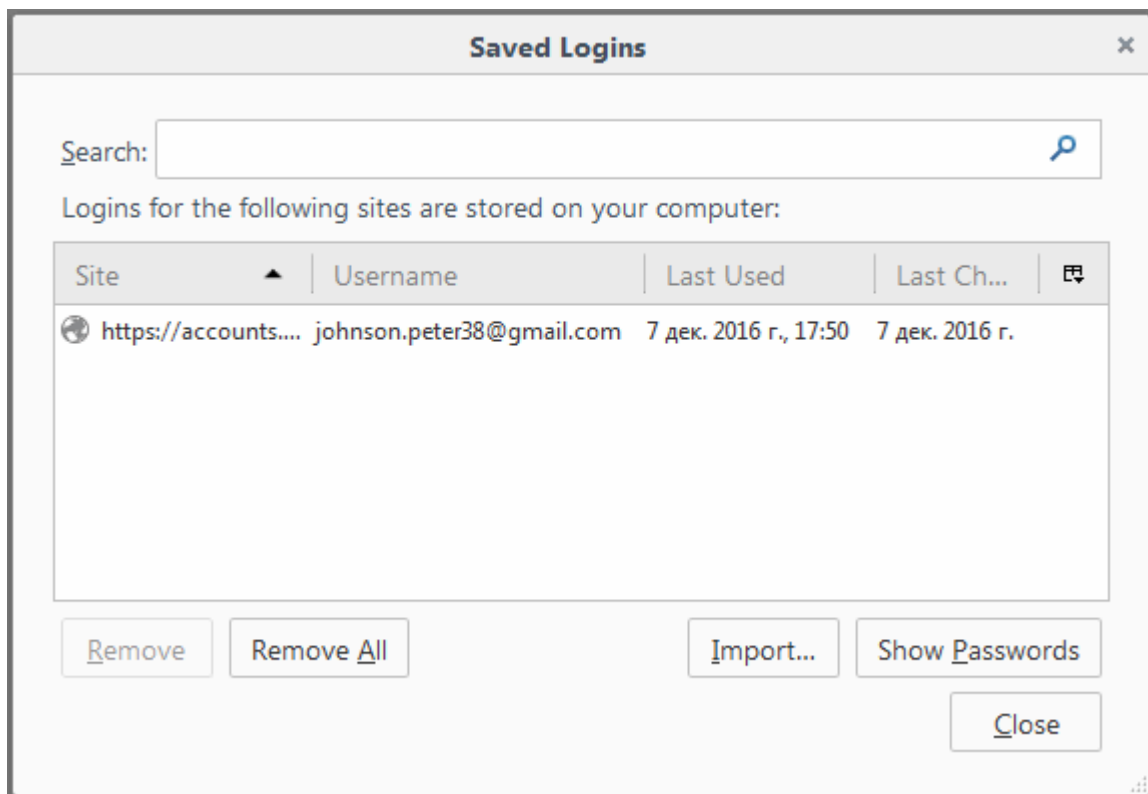 Saved Logins
Search:
Logins for the following sites are stored on your computer:
Site Username Last Used Last Ch...
https://accounts.... johnson.peter38@gmail.com 7 дек. 2016 г., 17:50 7 дек. 2016 г.
Remove Remove All Import... Show Passwords
Close